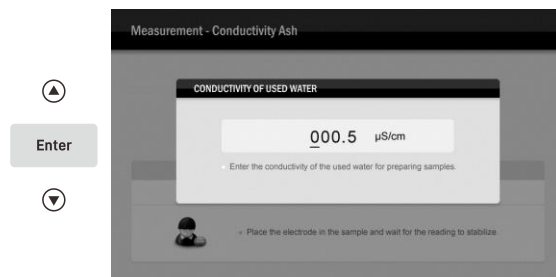 Measurement - Conductivity Ash
CONDUCTIVITY OF USED WATER
Enter
000.5 µS/cm
Enter the conductivity of the used water for preparing samples.
Place the electrode in the sample and wait for the reading to stabilize.